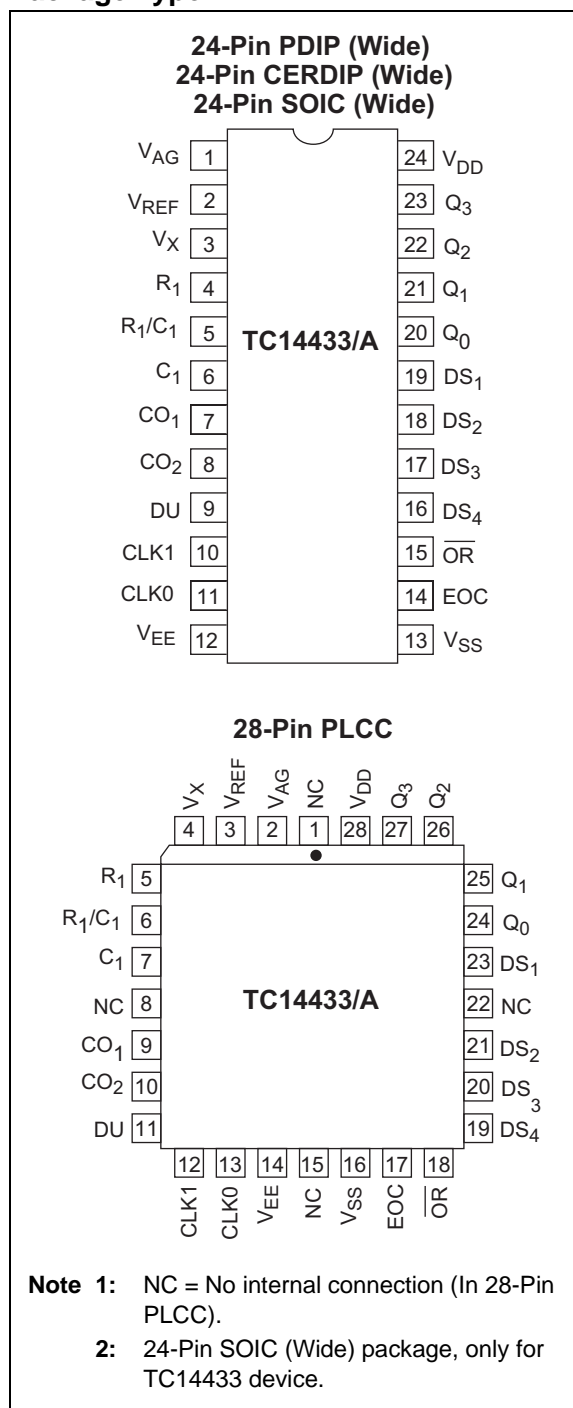 Package Type
24-Pin PDIP (Wide)
24-Pin CERDIP (Wide)
24-Pin SOIC (Wide)
VAG 1 24 VDD
VREF 2 23 Q3
VX 3 22 Q2
R1 4 21 Q1
R1/C1 5 20 Q0
TC14433/A
C1 6 19 DS1
CO1 7 18 DS2
CO2 8 17 DS3
DU 9 16 DS4
CLK1 10 15 OR
CLK0 11 14 EOC
VEE 12 13 VSS
28-Pin PLCC
VX VREF VAG NC VDD Q3 Q2
4 3 2 1 28 27 26
R1 5 25 Q1
R1/C1 6 24 Q0
C1 7 23 DS1
NC 8 TC14433/A 22 NC
CO1 9 21 DS2
CO2 10 20 DS3
DU 11 19 DS4
12 13 14 15 16 17 18
CLK1 CLK0 VEE NC VSS EOC OR
Note 1: NC = No internal connection (In 28-Pin
PLCC).
2: 24-Pin SOIC (Wide) package, only for
TC14433 device.